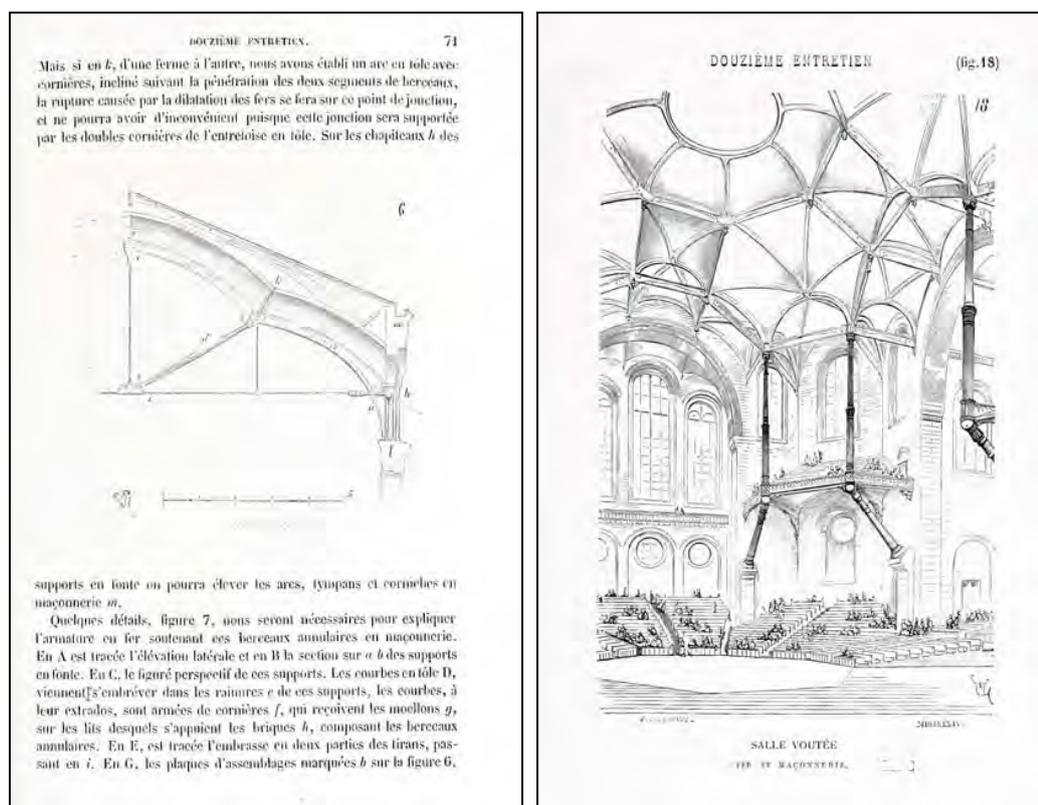 DOUZIÈME ENTRETIEN.
71
Mais si en k, d'une ferme à l'autre, nous avons établi un arc en tôle avec
cornières, incliné suivant la pénétration des deux segments de berceaux,
la rupture causée par la dilatation des fers se fera sur ce point de jonction,
et ne pourra avoir d'inconvénient puisque cette jonction sera supportée
par les doubles cornières de l'entretoise en tôle. Sur les chapiteaux h des
G
k
h
l
supports en fonte on pourra élever les arcs, tympans et corniches en
maçonnerie m.
Quelques détails, figure 7, nous seront nécessaires pour expliquer
l'armature en fer soutenant ces berceaux annulaires en maçonnerie.
En A est tracée l'élévation latérale et en B la section sur a b des supports
en fonte. En C, le figuré perspectif de ces supports. Les courbes en tôle D,
viennent s'embréver dans les rainures e de ces supports, les courbes, à
leur extrados, sont armées de cornières f, qui reçoivent les moellons g,
sur les lits desquels s'appuient les briques h, composant les berceaux
annulaires. En E, est tracée l'embrasse en deux parties des tirans, pas-
sant en i. En G, les plaques d'assemblages marquées b sur la figure 6.
DOUZIÈME ENTRETIEN
(fig.18)
18
SALLE VOUTÉE
FER ET MAÇONNERIE.